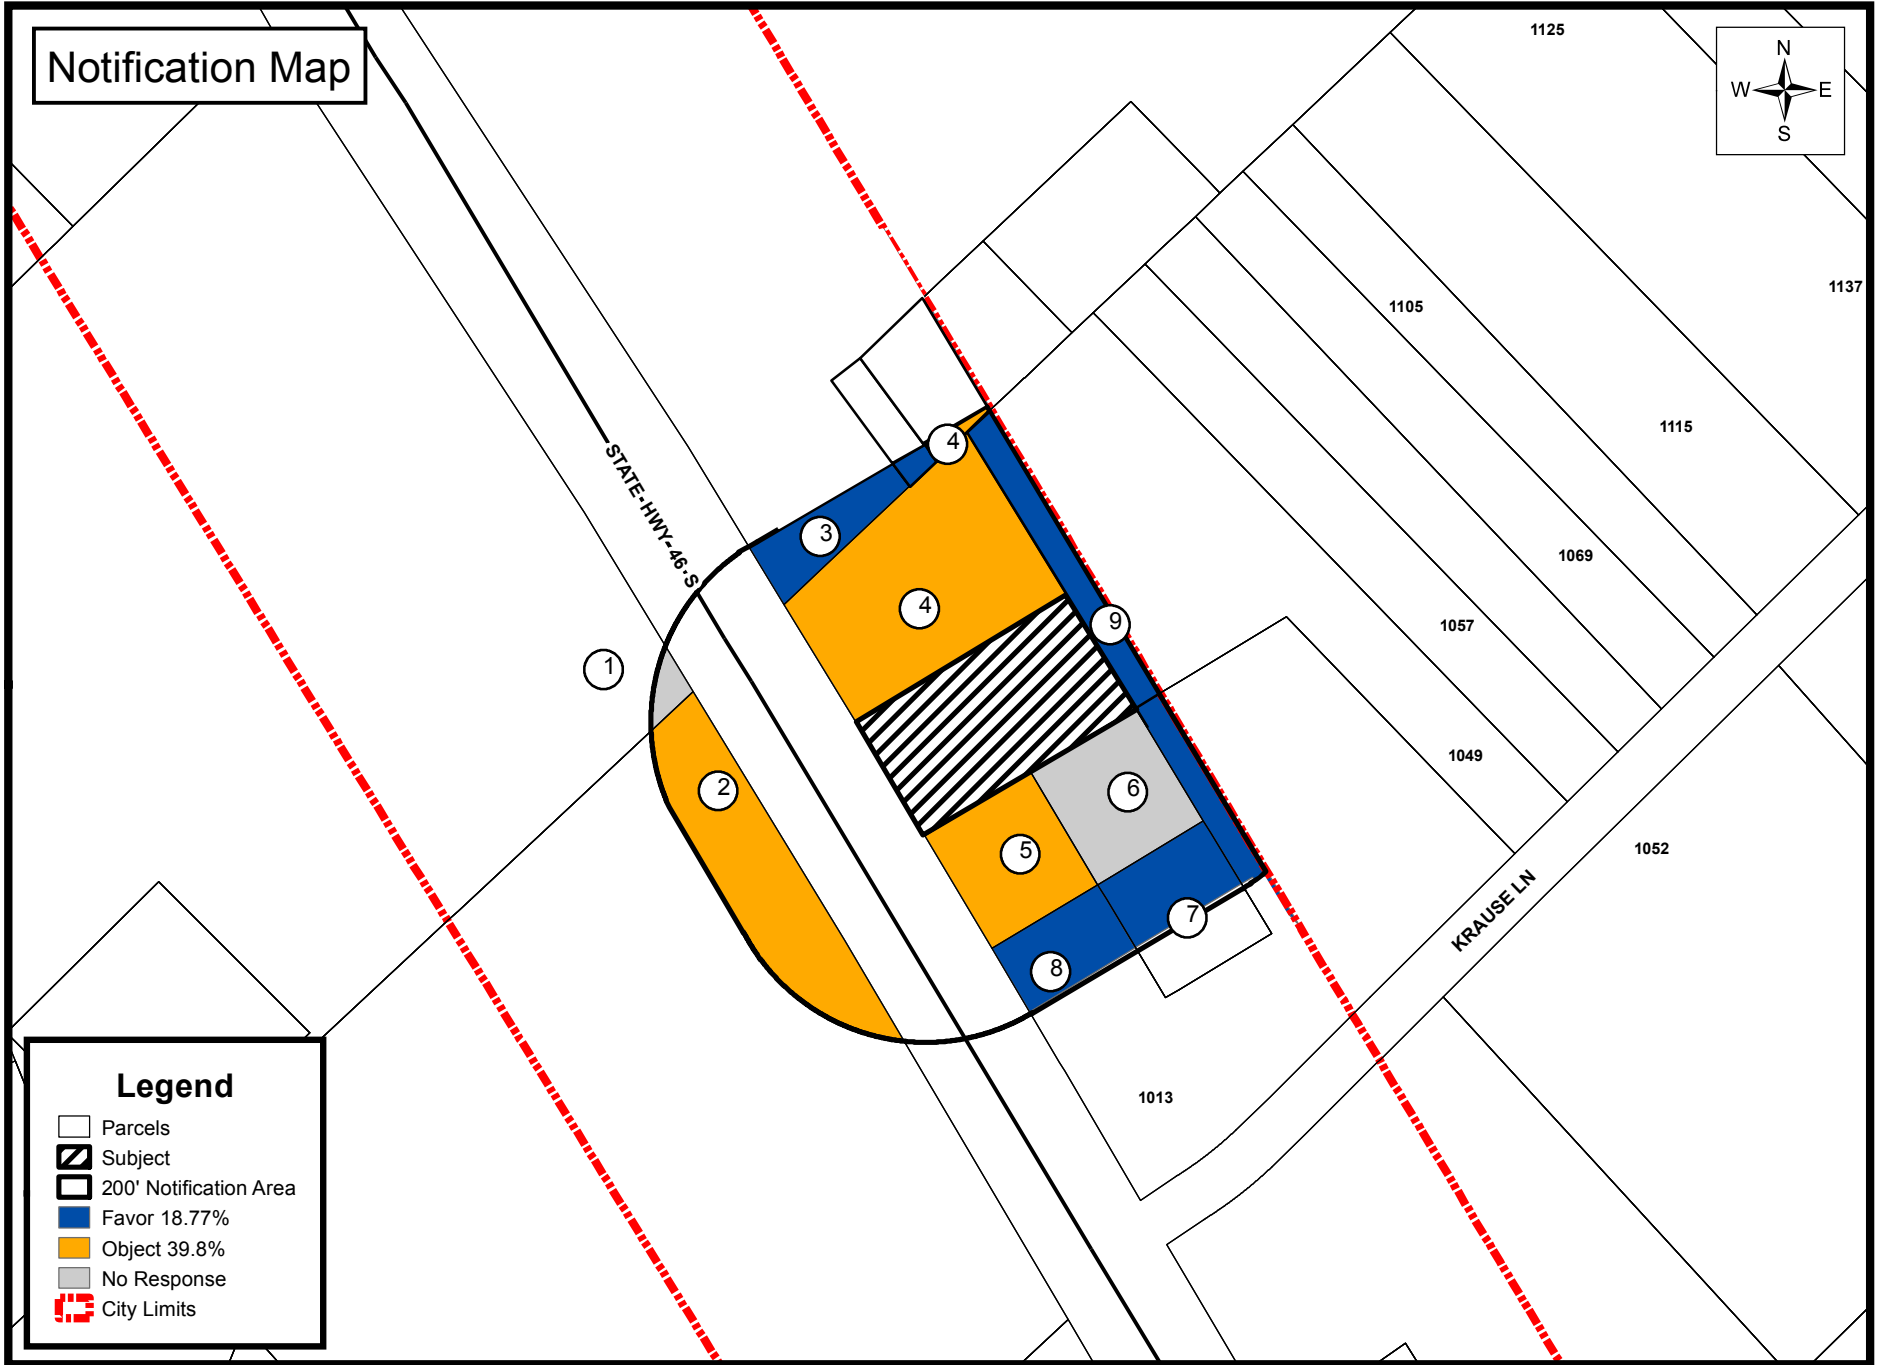 Notification Map
1125
N
W E
S
1137
1105
1115
STATE-HWY-46-S
4
3
1069
4
9
1057
1
1049
2
6
5
1052
7
KRAUSE LN
8
1013
Legend
Parcels
Subject
200' Notification Area
Favor 18.77%
Object 39.8%
No Response
City Limits